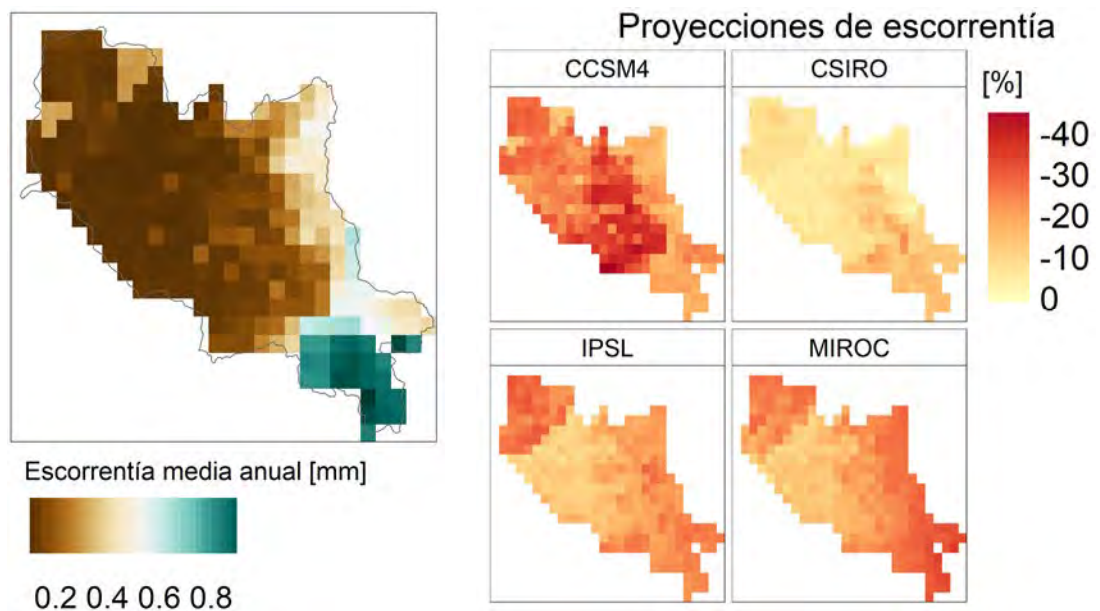 Proyecciones de escorrentía
CCSM4
CSIRO
[%]
-40
-30
-20
-10
0
IPSL
MIROC
Escorrentía media anual [mm]
0.2 0.4 0.6 0.8